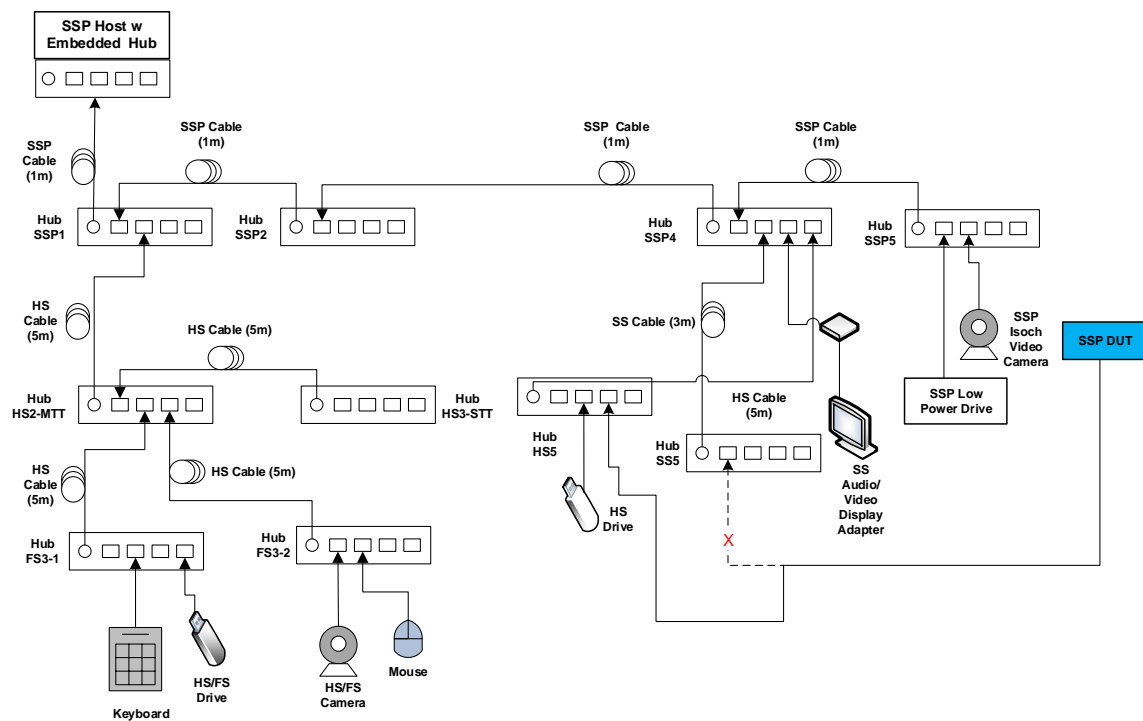 SSP Host w
Embedded Hub
SSP
Cable
(1m)
SSP Cable
(1m)
SSP Cable
(1m)
SSP Cable
(1m)
Hub
SSP1
Hub
SSP2
Hub
SSP4
Hub
SSP5
HS
Cable
(5m)
HS Cable (5m)
SS Cable (3m)
SSP
Isoch
Video
Camera
SSP DUT
Hub
HS2-MTT
Hub
HS3-STT
Hub
HS5
HS Cable
(5m)
SSP Low
Power Drive
Hub
SS5
HS
Cable
(5m)
HS Cable (5m)
HS
Drive
SS
Audio/
Video
Display
Adapter
Hub
FS3-1
Hub
FS3-2
X
Keyboard
HS/FS
Drive
HS/FS
Camera
Mouse